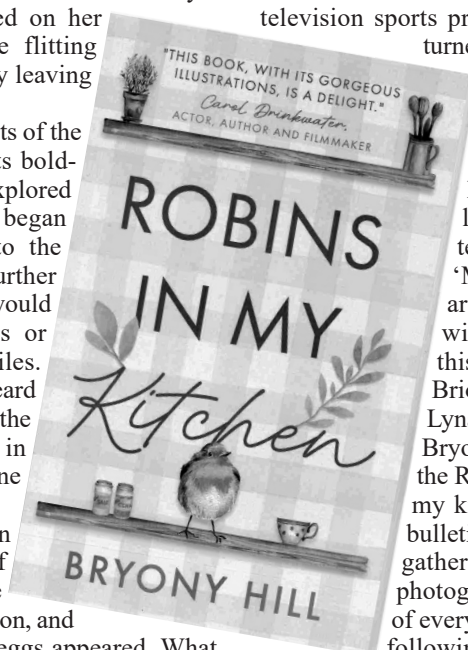 ed on her
e flitting
y leaving
ts of the
ts bold-
xplored
began
to the
urther
would
s or
iles.
eard
the
in
ne
n
f
on, and
eggs appeared. What
"THIS BOOK, WITH ITS GORGEOUS
ILLUSTRATIONS, IS A DELIGHT."
Carol Drinkwater,
ACTOR, AUTHOR AND FILMMAKER
ROBINS
IN MY
Kitchen
BRYONY HILL
television sports pr
turne
te
‘M
ar
wi
this
Bri
Lyn
Bryo
the R
my k
bulleti
gather
photog
of every
following